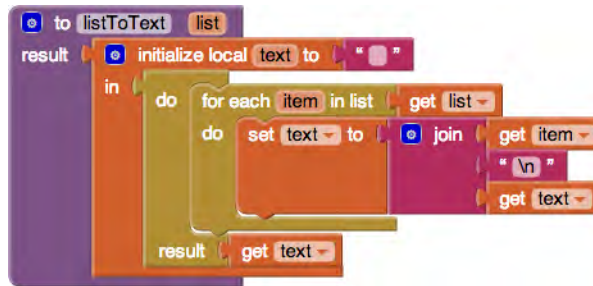 to listToText list
result initialize local text to " "
in do for each item in list get list
do set text to join get item
" \n "
get text
result get text